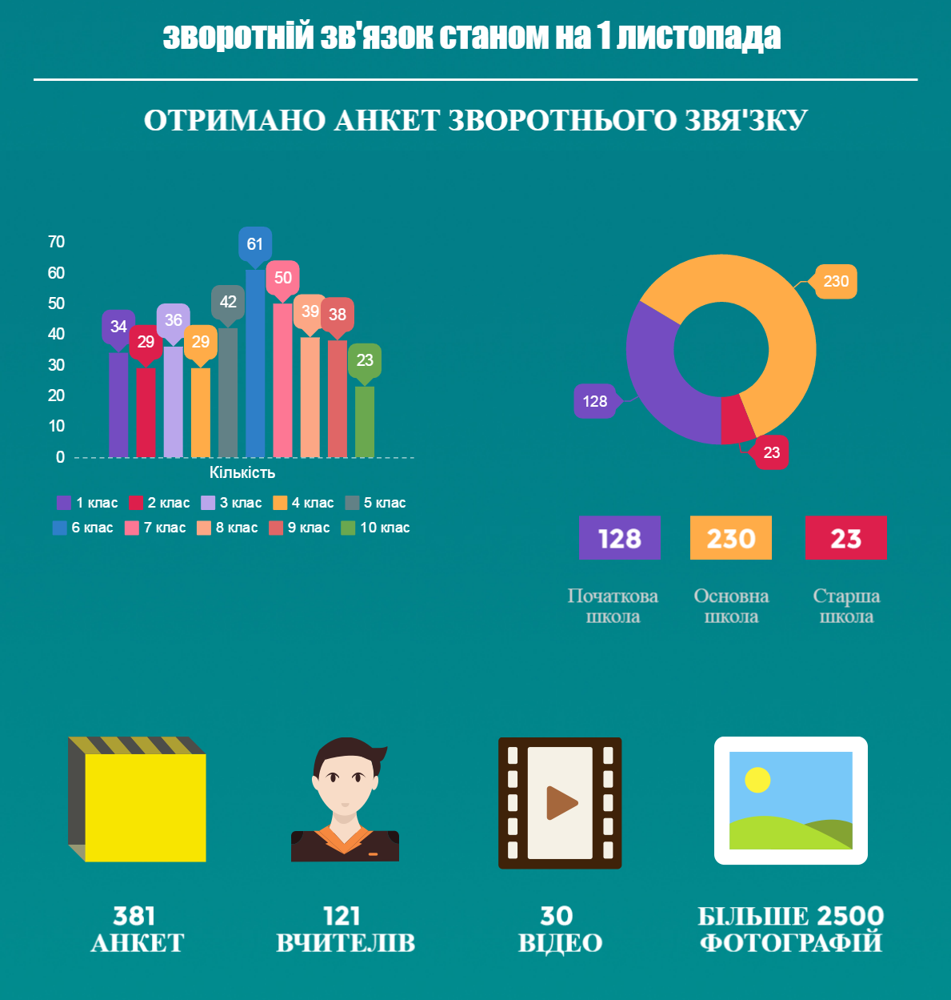 зворотній зв'язок станом на 1 листопада
ОТРИМАНО АНКЕТ ЗВОРОТНЬОГО ЗВЯ'ЗКУ
70
60
50
40
30
20
10
0
34
29
36
29
42
61
50
39
38
23
Кількість
1 клас 2 клас 3 клас 4 клас 5 клас
6 клас 7 клас 8 клас 9 клас 10 клас
230
128
23
128 230 23
Початкова школа
Основна школа
Старша школа
381
АНКЕТ
121
ВЧИТЕЛІВ
30
ВІДЕО
БІЛЬШЕ 2500
ФОТОГРАФІЙ